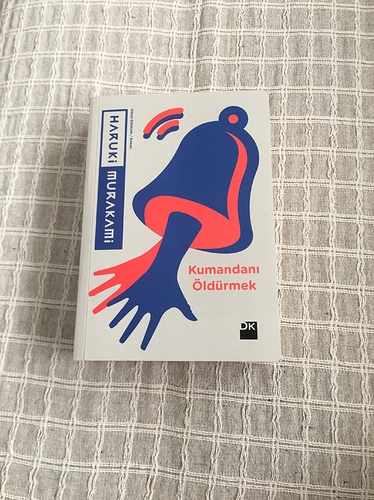 HARUKi
MURAKAMi
Kumandanı
Öldürmek
DK